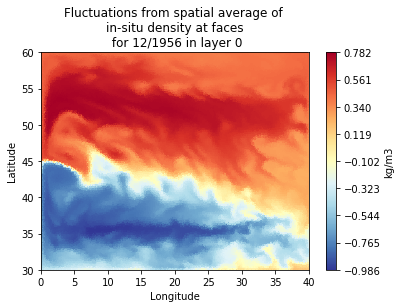 Fluctuations from spatial average of
in-situ density at faces
for 12/1956 in layer 0
60
55
50
45
40
35
30
Latitude
0 5 10 15 20 25 30 35 40
Longitude
0.782
0.561
0.340
0.119
−0.102
−0.323
−0.544
−0.765
−0.986
kg/m3